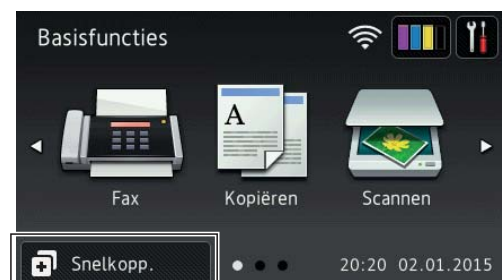 Basisfuncties
A
Fax Kopiëren Scannen
Snelkopp. 20:20 02.01.2015